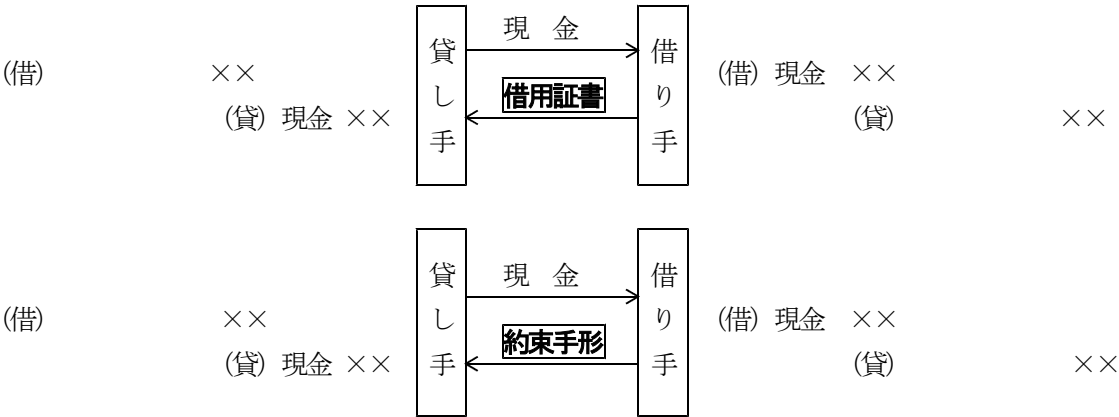 現 金
貸し手
借り手
(借) ××
(借) 現金 ××
借用証書
(貸) 現金 ××
(貸) ××
現 金
貸し手
借り手
(借) ××
(借) 現金 ××
約束手形
(貸) 現金 ××
(貸) ××